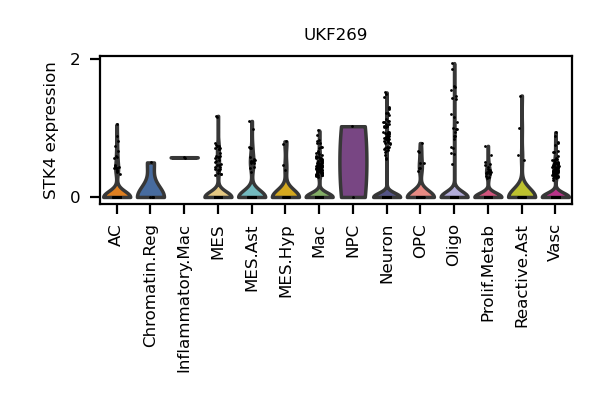 UKF269
STK4 expression
2
0
AC
Chromatin.Reg
Inflammatory.Mac
MES
MES.Ast
MES.Hyp
Mac
NPC
Neuron
OPC
Oligo
Prolif.Metab
Reactive.Ast
Vasc